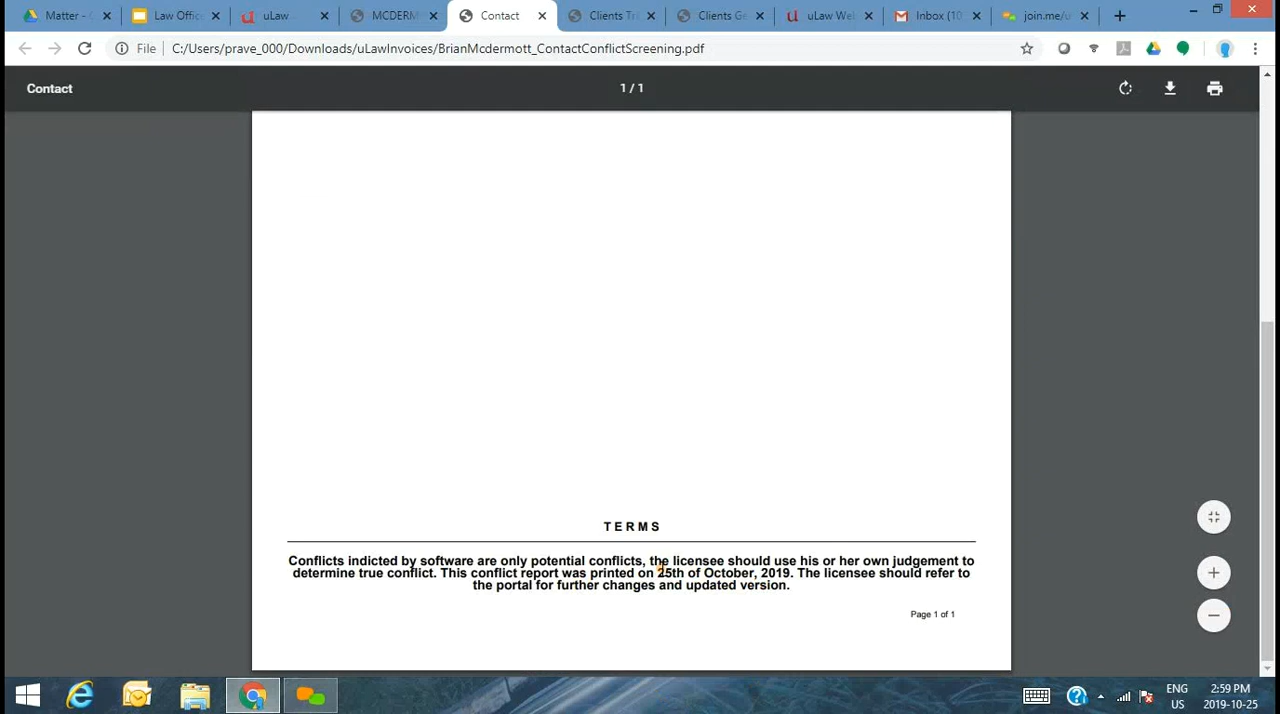 Matter -
Law Offic
uLaw
MCDERM
Contact
Clients Tr
Clients Ge
uLaw We
Inbox (10
join.me/u
File
C:/Users/prave_000/Downloads/uLawInvoices/BrianMcdermott_ContactConflictScreening.pdf
Contact
1 / 1
TERMS
Conflicts indicted by software are only potential conflicts, the licensee should use his or her own judgement to
determine true conflict. This conflict report was printed on 25th of October, 2019. The licensee should refer to
the portal for further changes and updated version.
Page 1 of 1
ENG
US
2:59 PM
2019-10-25